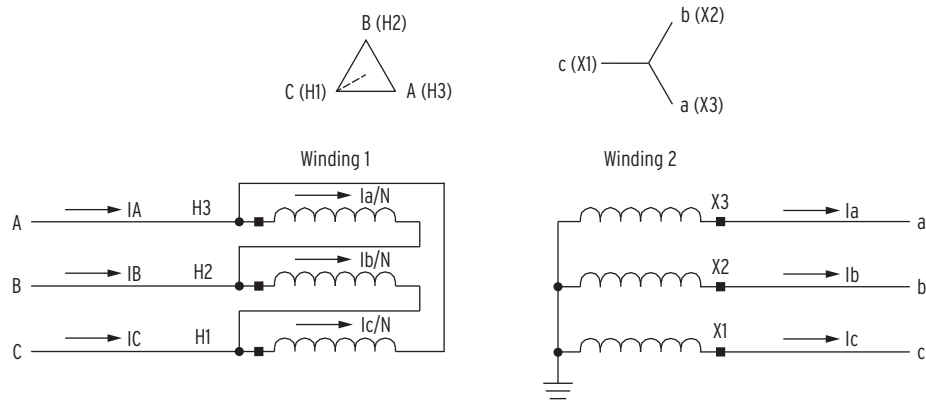 B (H2)
C (H1)
A (H3)
b (X2)
c (X1)
a (X3)
Winding 1
Winding 2
A
IA
H3
Ia/N
X3
Ia
a
B
IB
H2
Ib/N
X2
Ib
b
C
IC
H1
Ic/N
X1
Ic
c